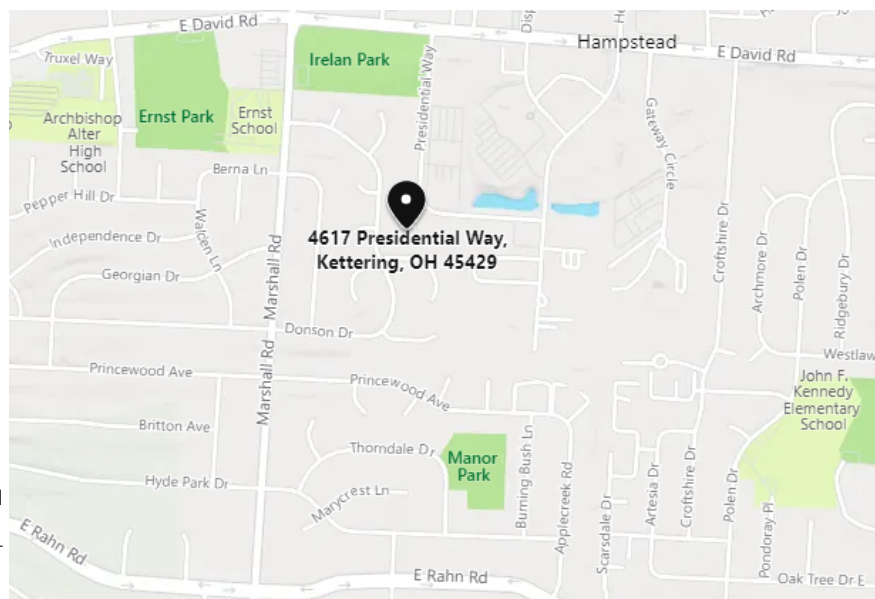 E David Rd
Hampstead
E David Rd
Truxel Way
Irelan Park
Presidential Way
Ernst Park
Ernst
School
Archbishop
Alter
High
School
Gateway Circle
Berna Ln
Pepper Hill Dr
4617 Presidential Way,
Kettering, OH 45429
Walden Ln
Independence Dr
Georgian Dr
Marshall Rd
Croftshire Dr
Archmore Dr
Polen Dr
Ridgebury Dr
Donson Dr
Westlaw
Princewood Ave
Marshall Rd
Princewood Ave
John F.
Kennedy
Elementary
School
Britton Ave
Thorndale Dr
Manor
Park
Burning Bush Ln
Hyde Park Dr
Marycrest Ln
Applecreek Rd
Scarsdale Dr
Artesia Dr
Croftshire Dr
Polen Dr
Pondoray Pl
E Rahn Rd
E Rahn Rd
Oak Tree Dr E